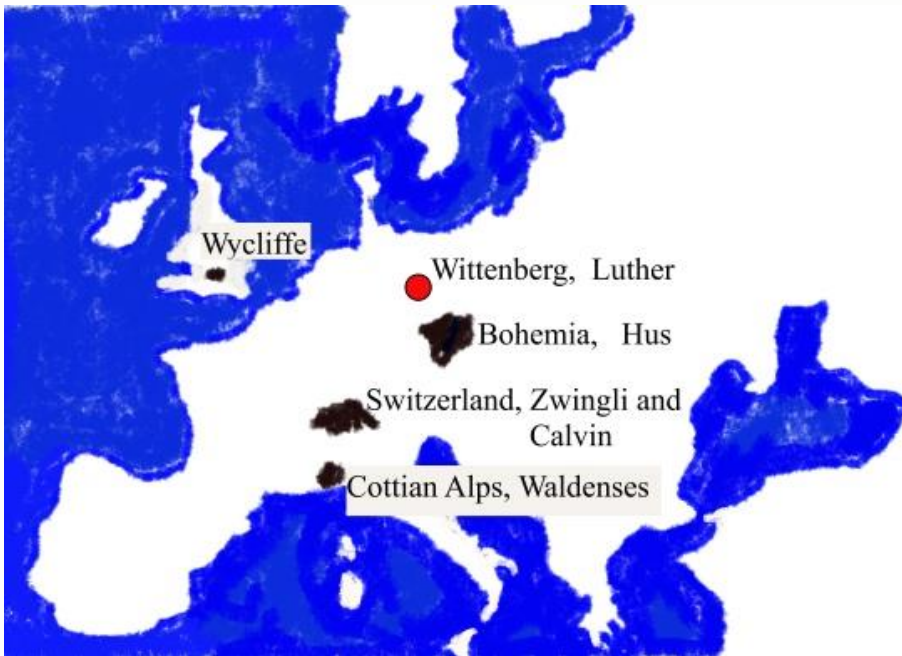 Wycliffe
Wittenberg, Luther
Bohemia, Hus
Switzerland, Zwingli and
Calvin
Cottian Alps, Waldenses